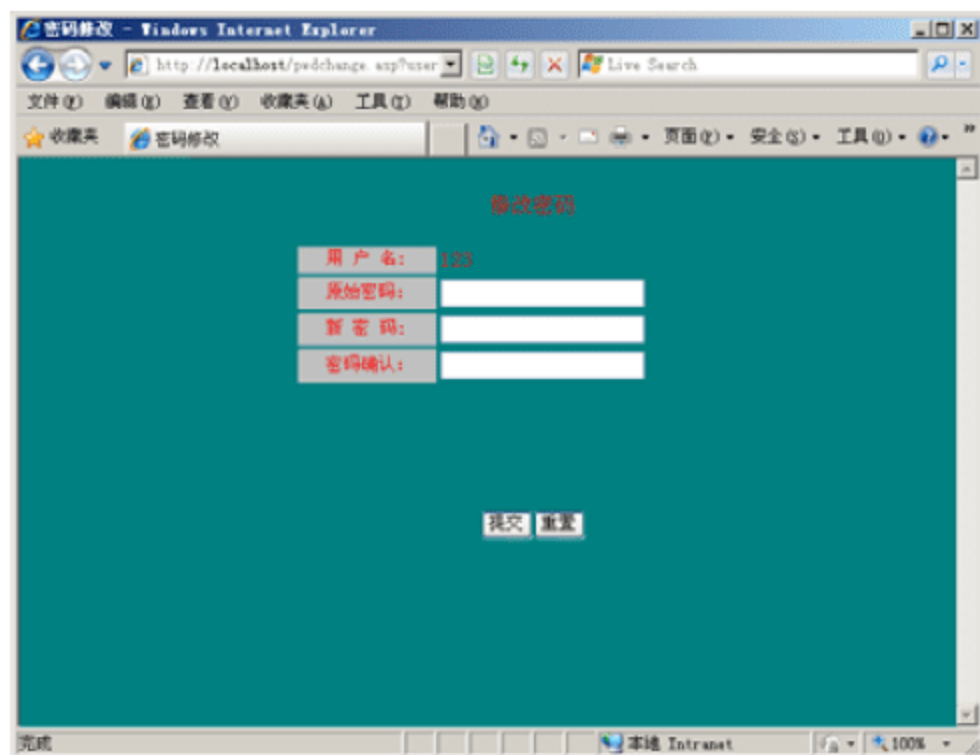 密码修改 - Windows Internet Explorer
http://localhost/pwdchange.asp?user
Live Search
文件(F) 编辑(E) 查看(V) 收藏夹(A) 工具(T) 帮助(H)
收藏夹 密码修改 页面(P) 安全(S) 工具(O)
修改密码
用 户 名: 123
原始密码:
新 密 码:
密码确认:
提交 重置
完成 本地 Intranet 100%